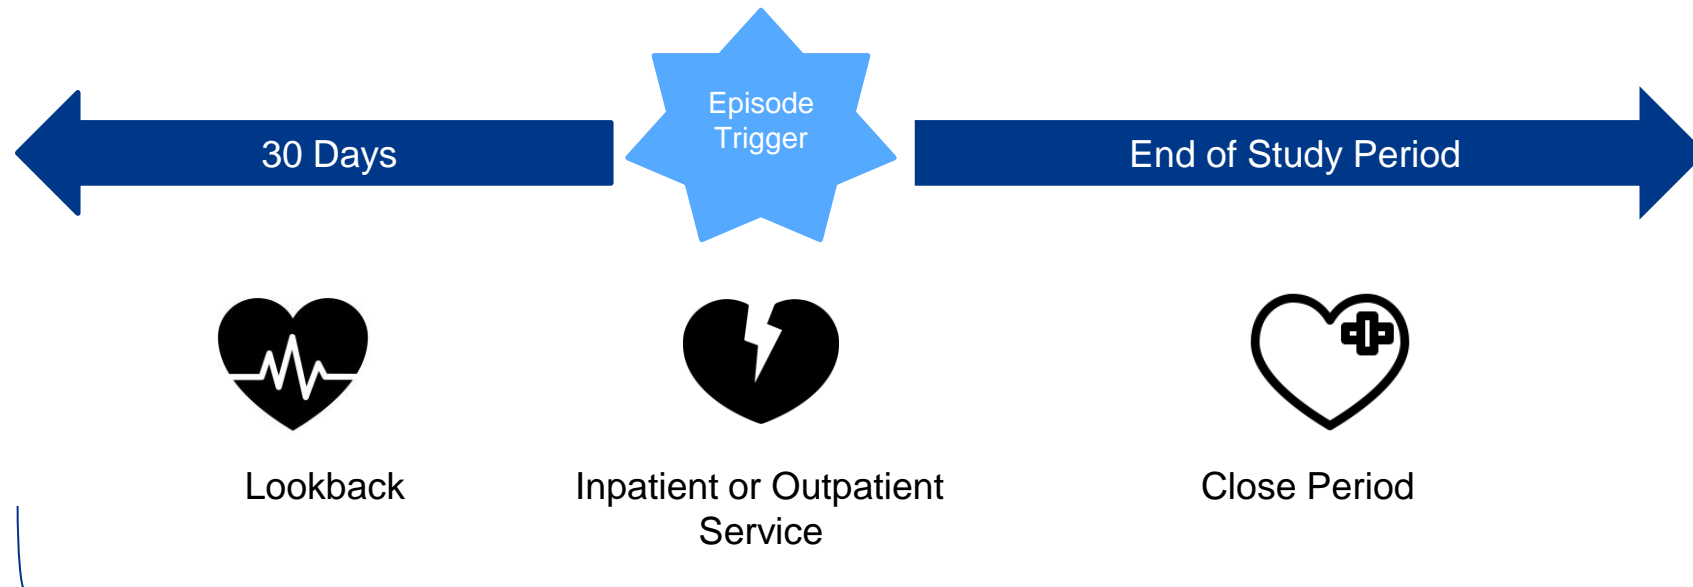 Episode
Trigger
30 Days
End of Study Period
Lookback
Inpatient or Outpatient
Service
Close Period